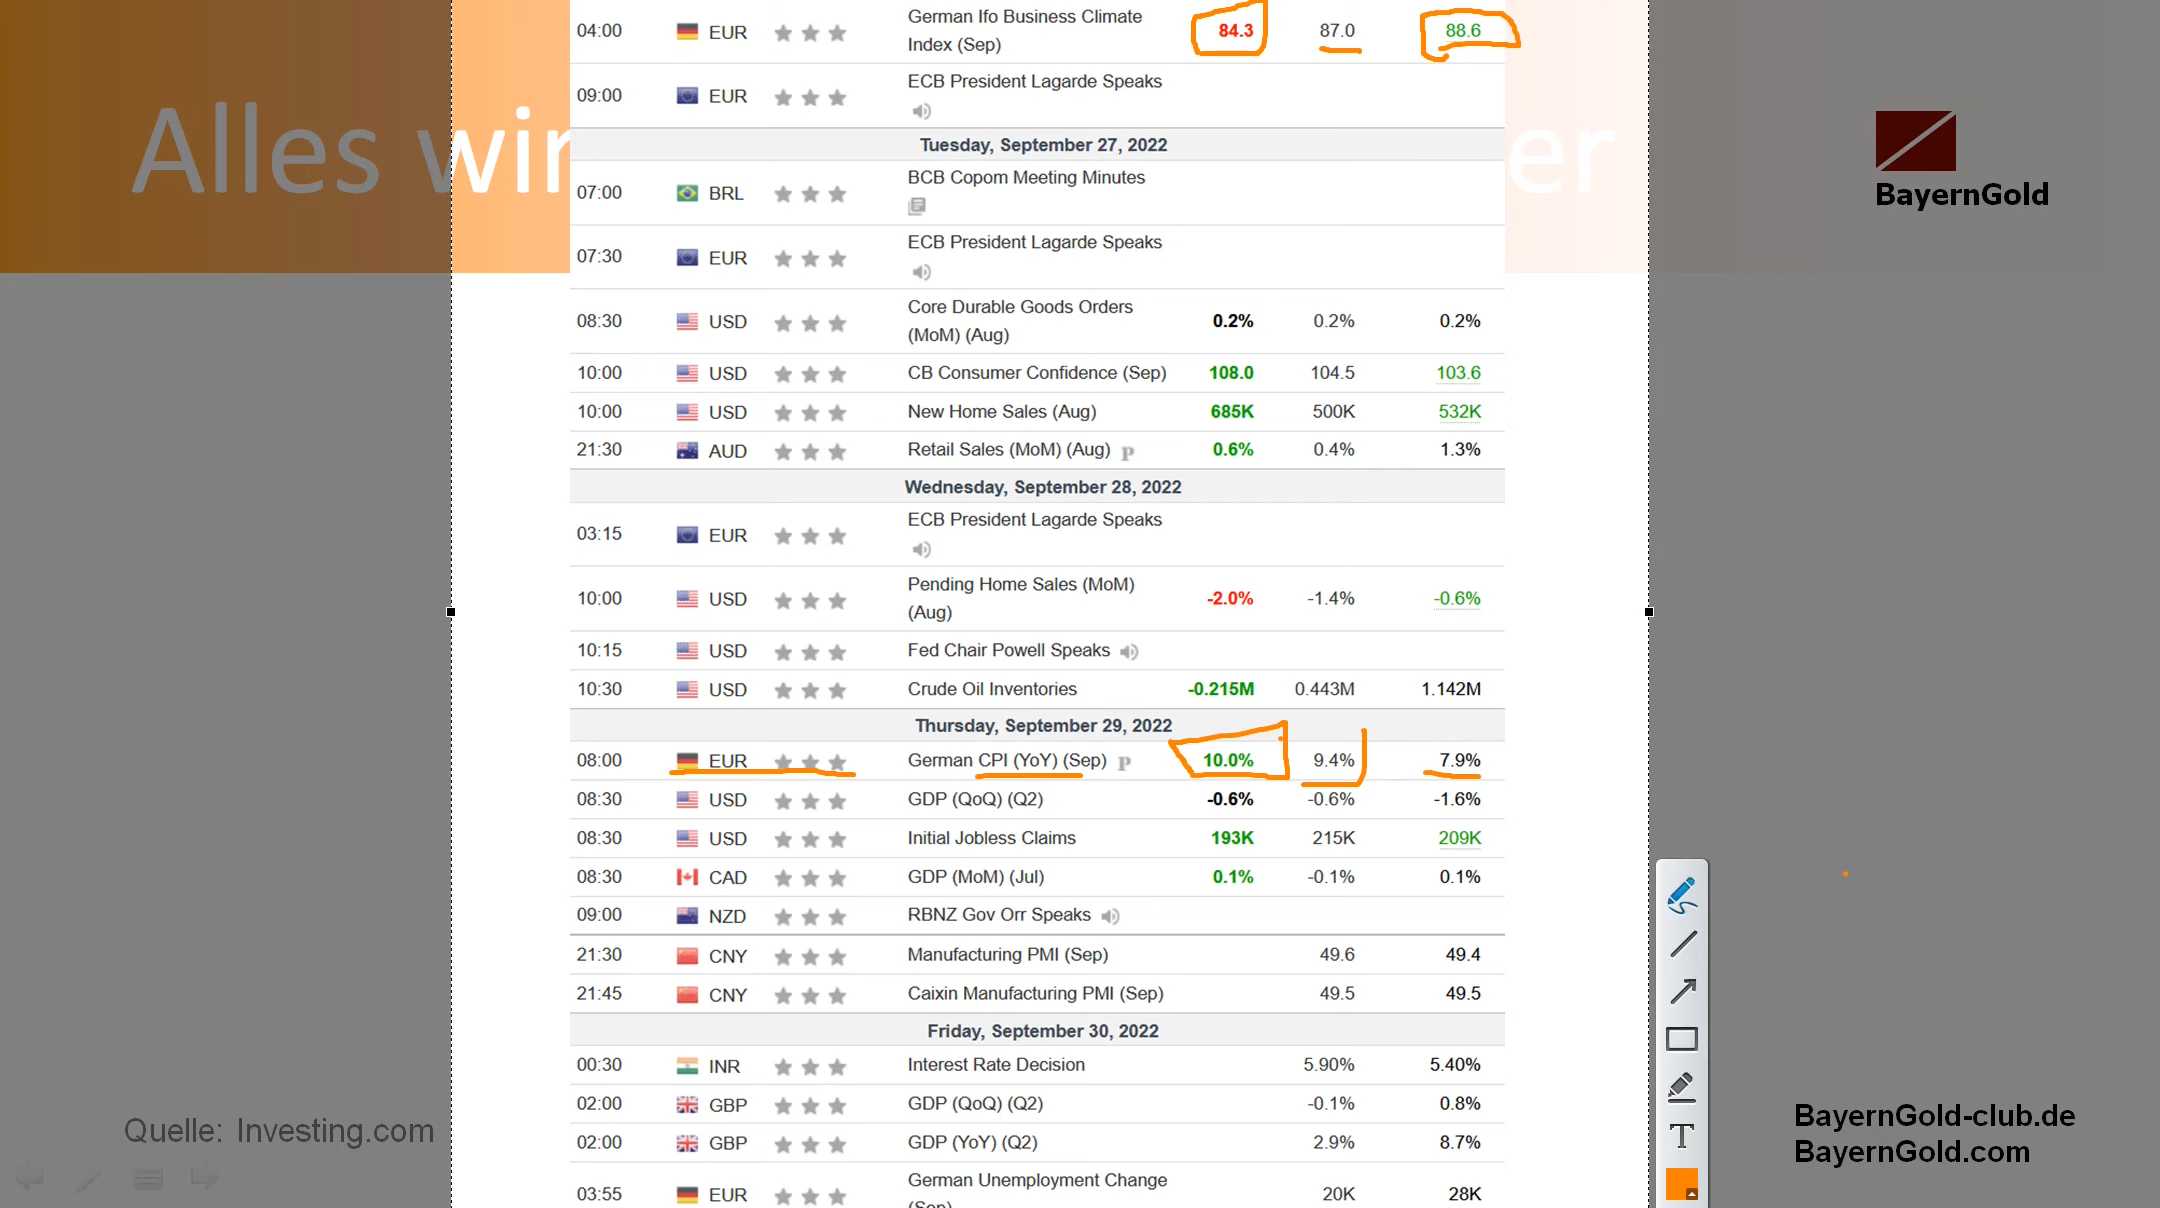 04:00 EUR German Ifo Business Climate Index (Sep) 84.3 87.0 88.6
09:00 EUR ECB President Lagarde Speaks
Alles wir er
BayernGold
Tuesday, September 27, 2022
07:00 BRL BCB Copom Meeting Minutes
07:30 EUR ECB President Lagarde Speaks
08:30 USD Core Durable Goods Orders (MoM) (Aug) 0.2% 0.2% 0.2%
10:00 USD CB Consumer Confidence (Sep) 108.0 104.5 103.6
10:00 USD New Home Sales (Aug) 685K 500K 532K
21:30 AUD Retail Sales (MoM) (Aug) P 0.6% 0.4% 1.3%
Wednesday, September 28, 2022
03:15 EUR ECB President Lagarde Speaks
10:00 USD Pending Home Sales (MoM) (Aug) -2.0% -1.4% -0.6%
10:15 USD Fed Chair Powell Speaks
10:30 USD Crude Oil Inventories -0.215M 0.443M 1.142M
Thursday, September 29, 2022
08:00 EUR German CPI (YoY) (Sep) P 10.0% 9.4% 7.9%
08:30 USD GDP (QoQ) (Q2) -0.6% -0.6% -1.6%
08:30 USD Initial Jobless Claims 193K 215K 209K
08:30 CAD GDP (MoM) (Jul) 0.1% -0.1% 0.1%
09:00 NZD RBNZ Gov Orr Speaks
21:30 CNY Manufacturing PMI (Sep) 49.6 49.4
21:45 CNY Caixin Manufacturing PMI (Sep) 49.5 49.5
Friday, September 30, 2022
00:30 INR Interest Rate Decision 5.90% 5.40%
02:00 GBP GDP (QoQ) (Q2) -0.1% 0.8%
02:00 GBP GDP (YoY) (Q2) 2.9% 8.7%
03:55 EUR German Unemployment Change (Sep) 20K 28K
Quelle: Investing.com
BayernGold-club.de
BayernGold.com
T